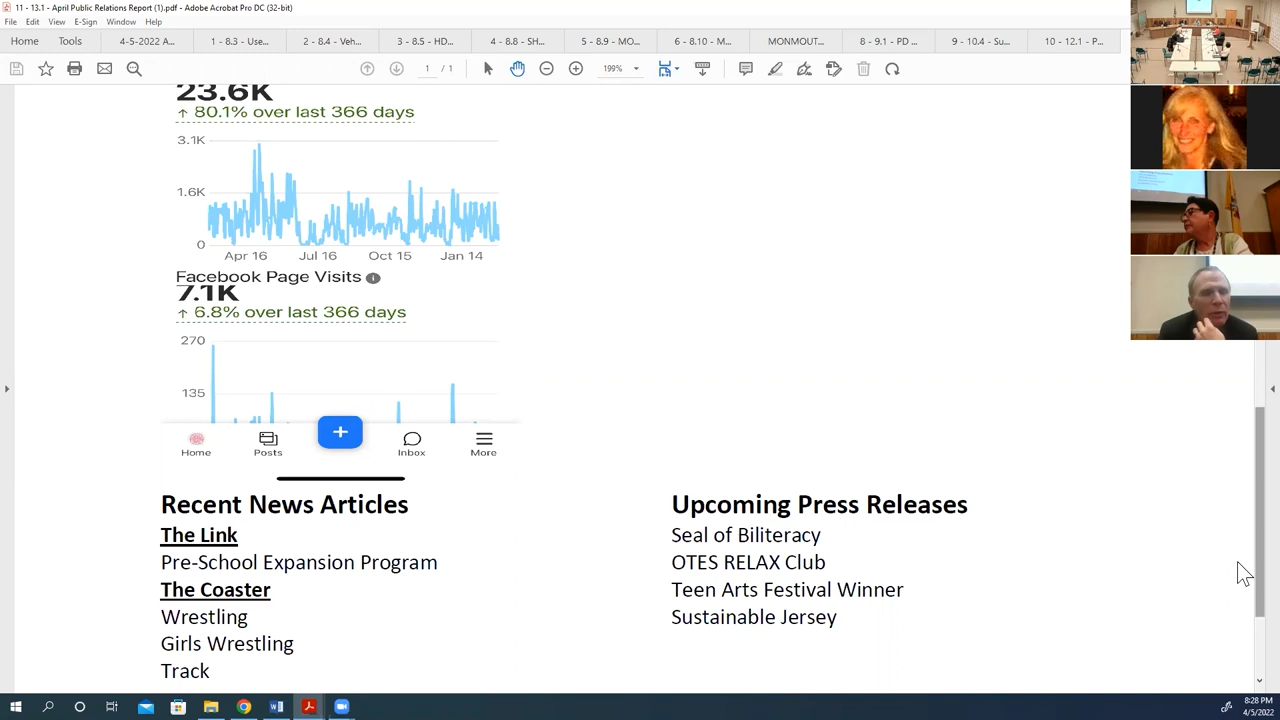 11 - 13.1 - April Public Relations Report (1).pdf - Adobe Acrobat Pro DC (32-bit)
File Edit View E-Sign Window Help
Home Tools 4-5-2022 A... 1 - 8.3 - Use... 2 - 8.4 - Veh... 3 - 8.5 - HD... 4 - 8.8 - H... 5 - 8.9 - MO... 6 - 8.10 - M... MONMOUT... 8 - 9.1 - PD ... 10.4 - Su... 10 - 12.1 - P...
1 / 1 199%
23.6K
↑ 80.1% over last 366 days
3.1K
1.6K
0
Apr 16 Jul 16 Oct 15 Jan 14
Facebook Page Visits
7.1K
↑ 6.8% over last 366 days
270
135
Home Posts Inbox More
Recent News Articles
The Link
Pre-School Expansion Program
The Coaster
Wrestling
Girls Wrestling
Track
Upcoming Press Releases
Seal of Biliteracy
OTES RELAX Club
Teen Arts Festival Winner
Sustainable Jersey
8:28 PM
4/5/2022